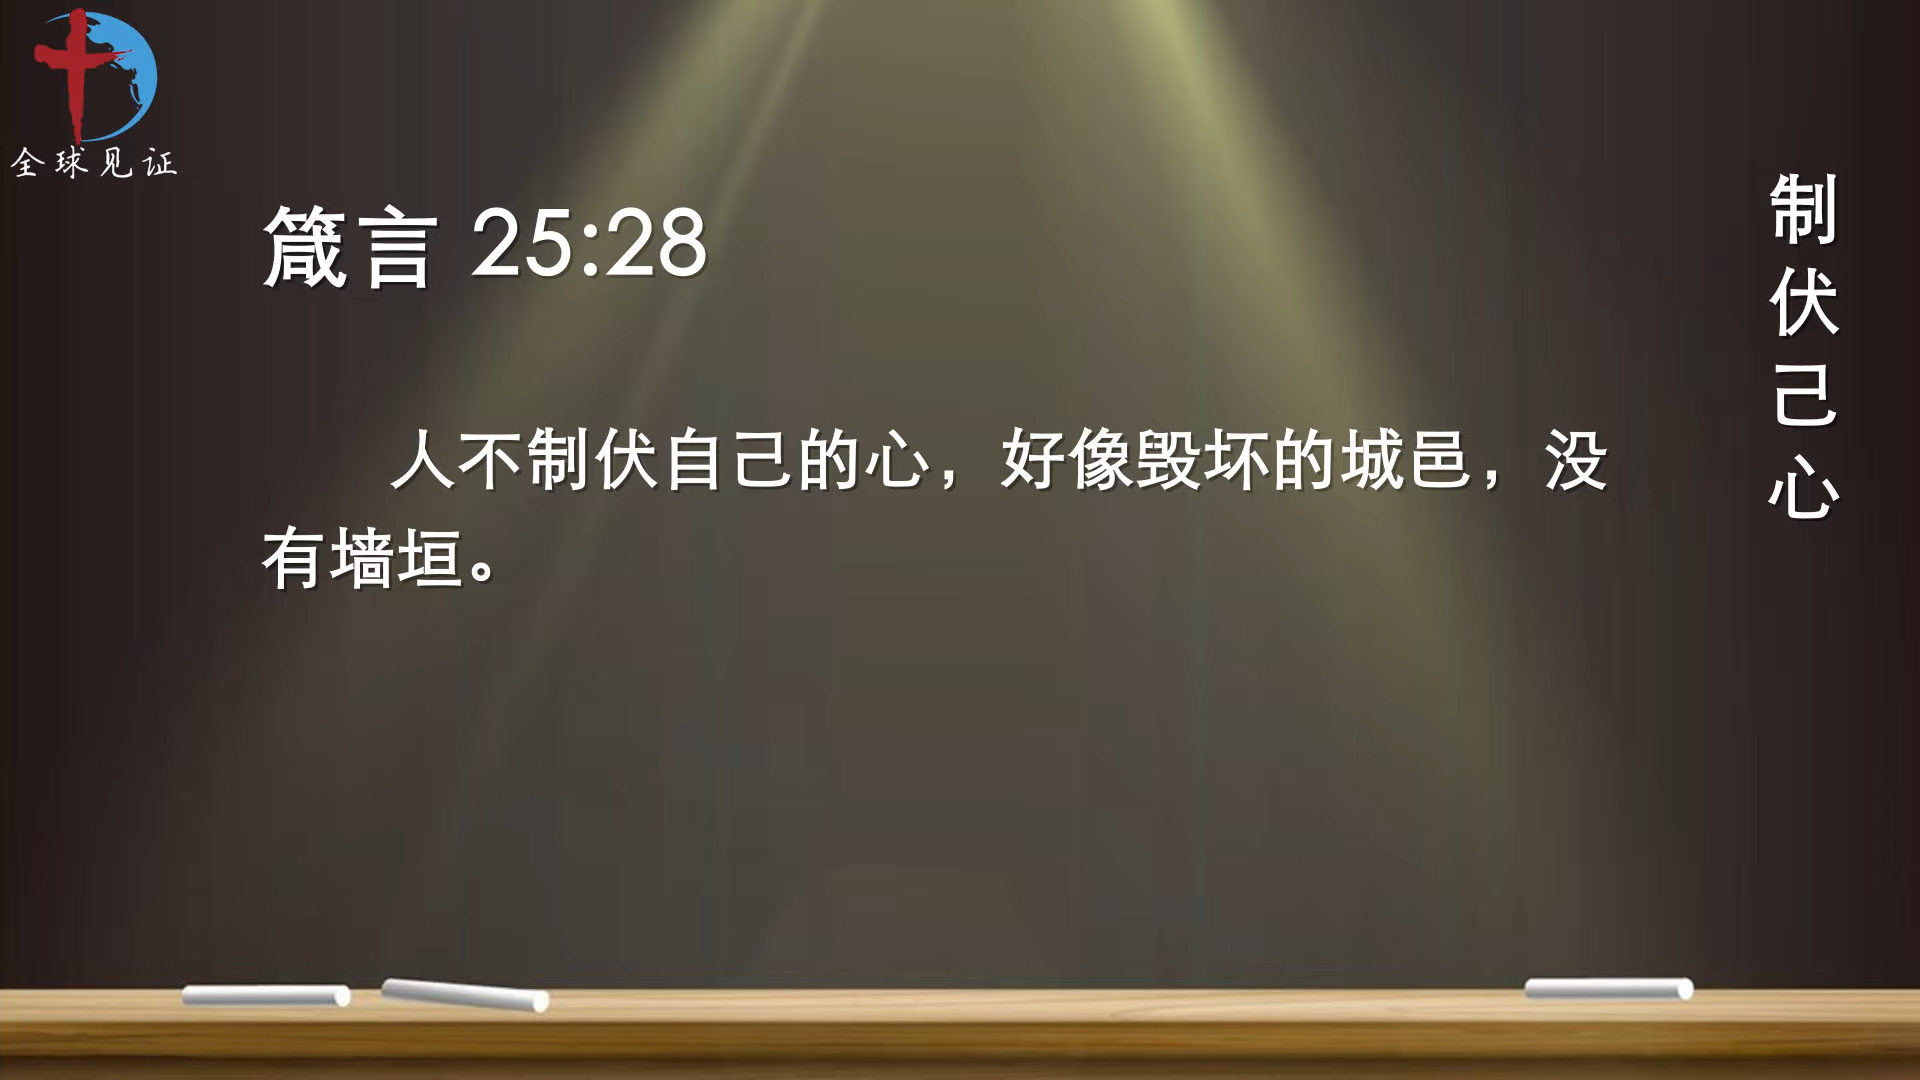 全球见证
箴言 25:28
人不制伏自己的心，好像毁坏的城邑，没
有墙垣。
制伏己心